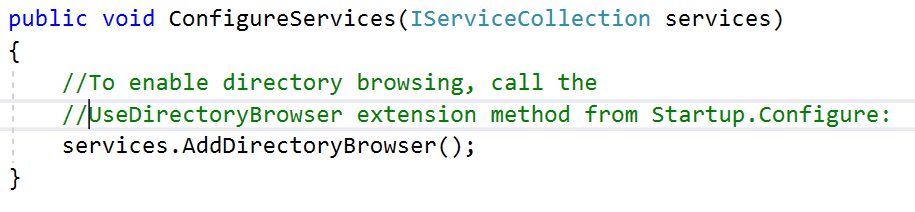 public void ConfigureServices(IServiceCollection services)
{
//To enable directory browsing, call the
//UseDirectoryBrowser extension method from Startup.Configure:
services.AddDirectoryBrowser();
}